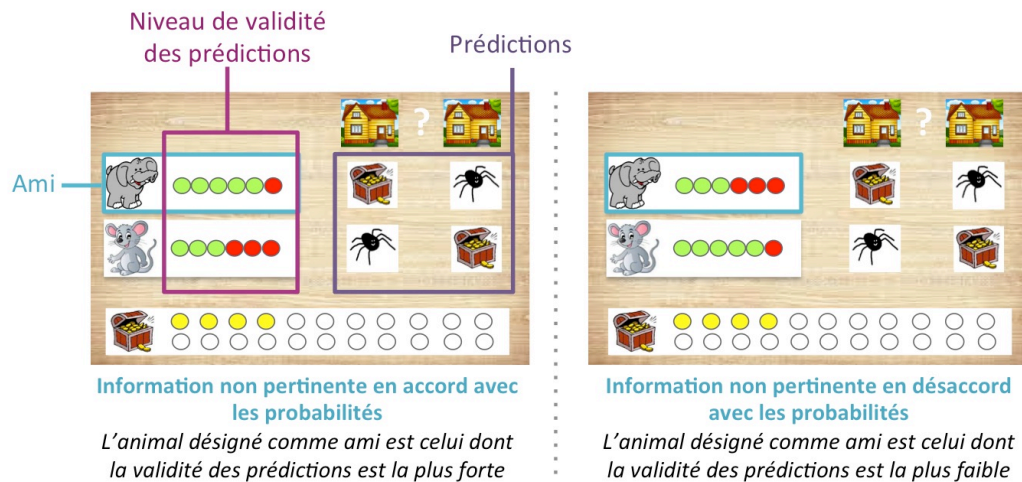 Niveau de validité
des prédictions
Prédictions
Ami
?
?
Information non pertinente en accord avec
les probabilités
L'animal désigné comme ami est celui dont
la validité des prédictions est la plus forte
Information non pertinente en désaccord
avec les probabilités
L'animal désigné comme ami est celui dont
la validité des prédictions est la plus faible